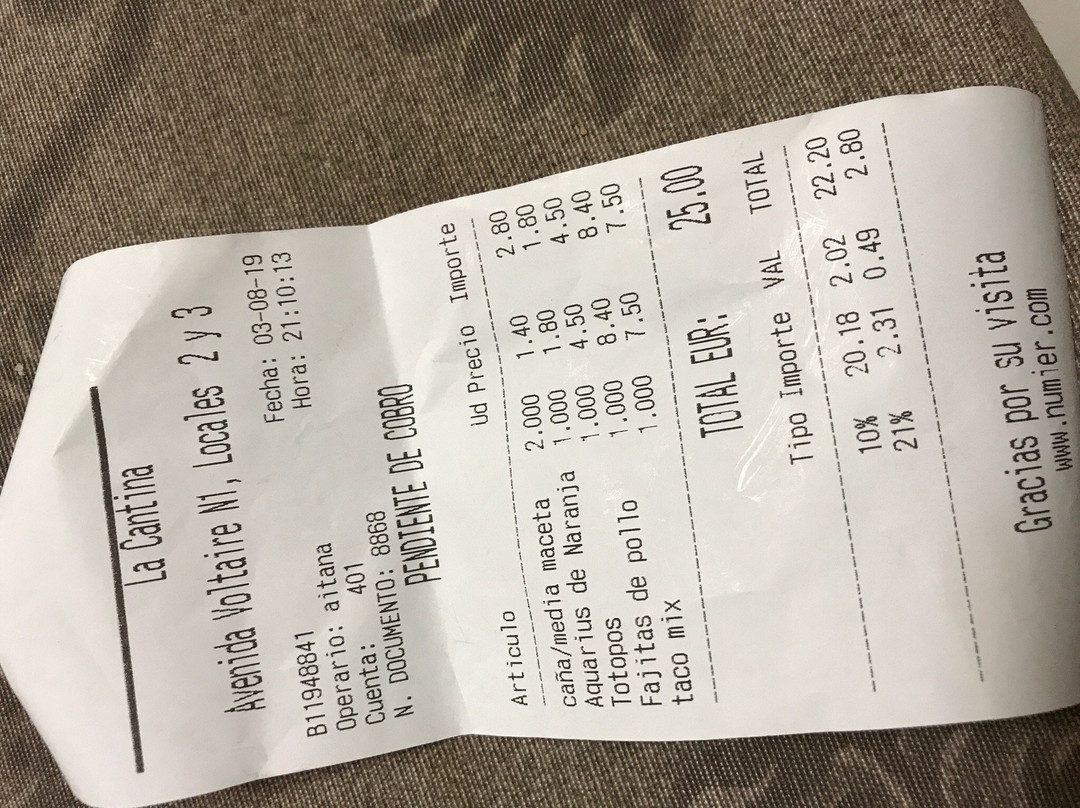 La Cantina
Avenida Voltaire N1, Locales 2 y 3
Fecha: 03-08-19
B11948841 Hora: 21:10:13
Operario: aitana
Cuenta: 401
N. DOCUMENTO: 8868
PENDIENTE DE COBRO
Articulo Ud Precio Importe
caña/media maceta 2.000 1.40 2.80
Aquarius de Naranja 1.000 1.80 1.80
Totopos 1.000 4.50 4.50
Fajitas de pollo 1.000 8.40 8.40
taco mix 1.000 7.50 7.50
TOTAL EUR: 25.00
Tipo Importe VAL TOTAL
10% 20.18 2.02 22.20
21% 2.31 0.49 2.80
Gracias por su visita
www.numier.com